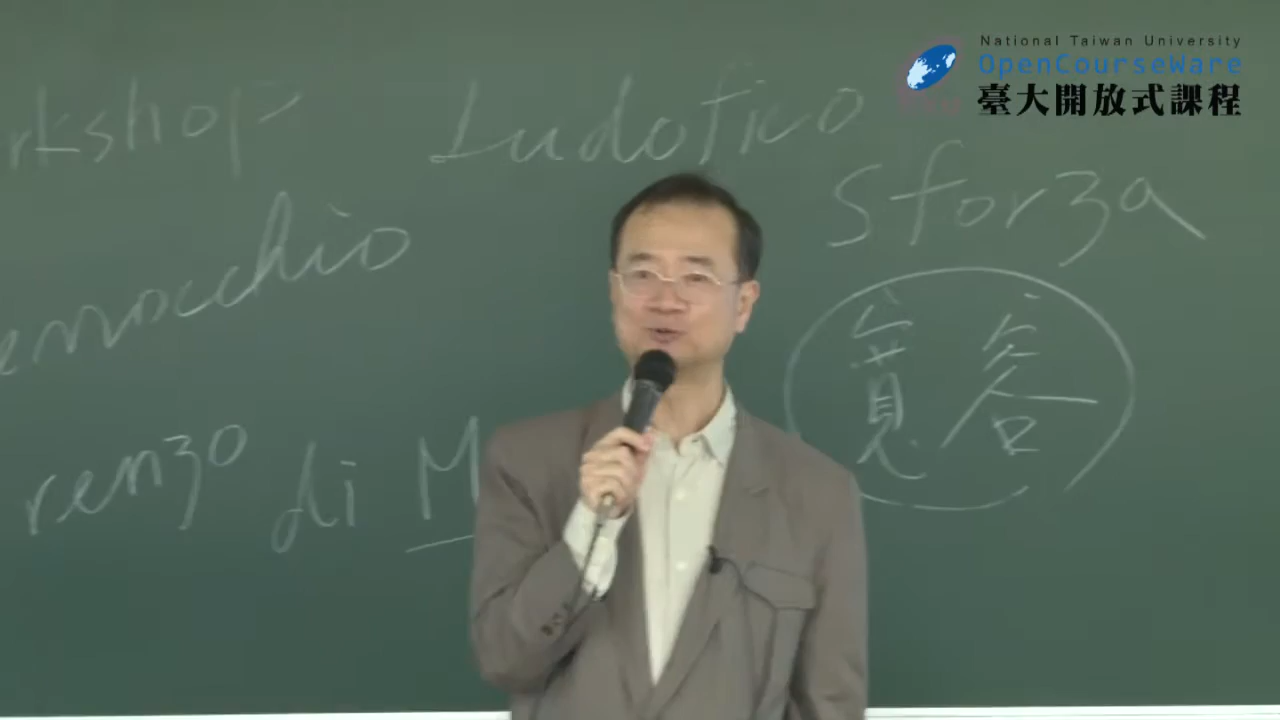 National Taiwan University
OpenCourseWare
臺大開放式課程
rkshop
Ludofico
Sforza
enocchio
寬容
renzo di M